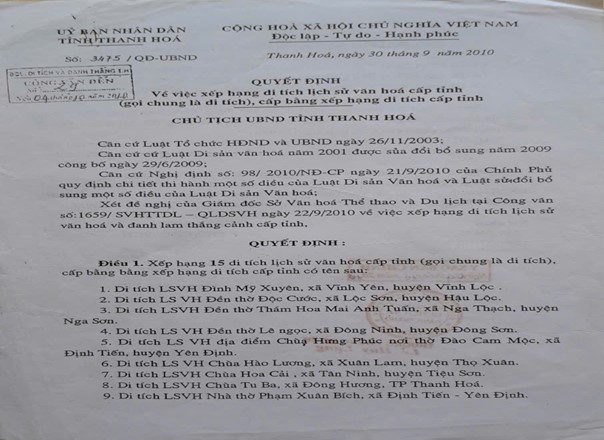 UỶ BAN NHÂN DÂN
TỈNH THANH HOÁ
CỘNG HOÀ XÃ HỘI CHỦ NGHĨA VIỆT NAM
Độc lập - Tự do - Hạnh phúc
Số: 3475 /QĐ-UBND
Thanh Hoá, ngày 30 tháng 9 năm 2010
BQL. DI TÍCH VÀ DANH THẮNG T.H
CÔNG VĂN ĐẾN
QUYẾT ĐỊNH
Về việc xếp hạng di tích lịch sử văn hoá cấp tỉnh
(gọi chung là di tích), cấp bằng xếp hạng di tích cấp tỉnh
CHỦ TỊCH UBND TỈNH THANH HOÁ
Căn cứ Luật Tổ chức HĐND và UBND ngày 26/11/2003;
Căn cứ cứ Luật Di sản văn hoá năm 2001 được sủa đổi bổ sung năm 2009
công bố ngày 29/6/2009;
Căn cứ Nghị định số: 98/ 2010/NĐ-CP ngày 21/9/2010 của Chính Phủ
quy định chi tiết thi hành một số điều của Luật Di sản Văn hoá và Luật sửađổi bổ
sung một số điều của Luật Di sản Văn hoá;
Xét đề nghị của Giám đốc Sở Văn hoá Thể thao và Du lịch tại Công văn
số:1659/ SVHTTDL – QLDSVH ngày 22/9/2010 về việc xếp hạng di tích lịch sử
văn hoá và danh lam thắng cảnh cấp tỉnh,
QUYẾT ĐỊNH :
Điều 1. Xếp hạng 15 di tích lịch sử văn hoá cấp tỉnh (gọi chung là di tích),
cấp bằng bằng xếp hạng di tích cấp tỉnh có tên sau:
1. Di tích LSVH Đình Mỹ Xuyên, xã Vĩnh Yên, huyện Vĩnh Lộc .
2. Di tích LS VH Đền thờ Độc Cước, xã Lộc Sơn, huyện Hậu Lộc.
3. Di tích LSVH Đền thờ Thám Hoa Mai Anh Tuấn, xã Nga Thạch, huyện
Nga Sơn.
4. Di tích LS VH Đền thờ Lê ngọc, xã Đông Ninh, huyện Đông Sơn.
5. Di tích LS VH địa điểm Chùa Hưng Phúc nơi thờ Đào Cam Mộc, xã
Định Tiến, huyện Yên Định.
6. Di tích LS VH Chùa Hào Lương, xã Xuân Lam, huyện Thọ Xuân.
7. Di tích LSVH Chùa Hoa Cải , xã Tân Ninh, huyện Tiệu Sơn.
8. Di tích LSVH Chùa Tu Ba, xã Đông Hương, TP Thanh Hoá.
9. Di tích LSVH Nhà thờ Phạm Xuân Bích, xã Định Tiến - Yên Định.